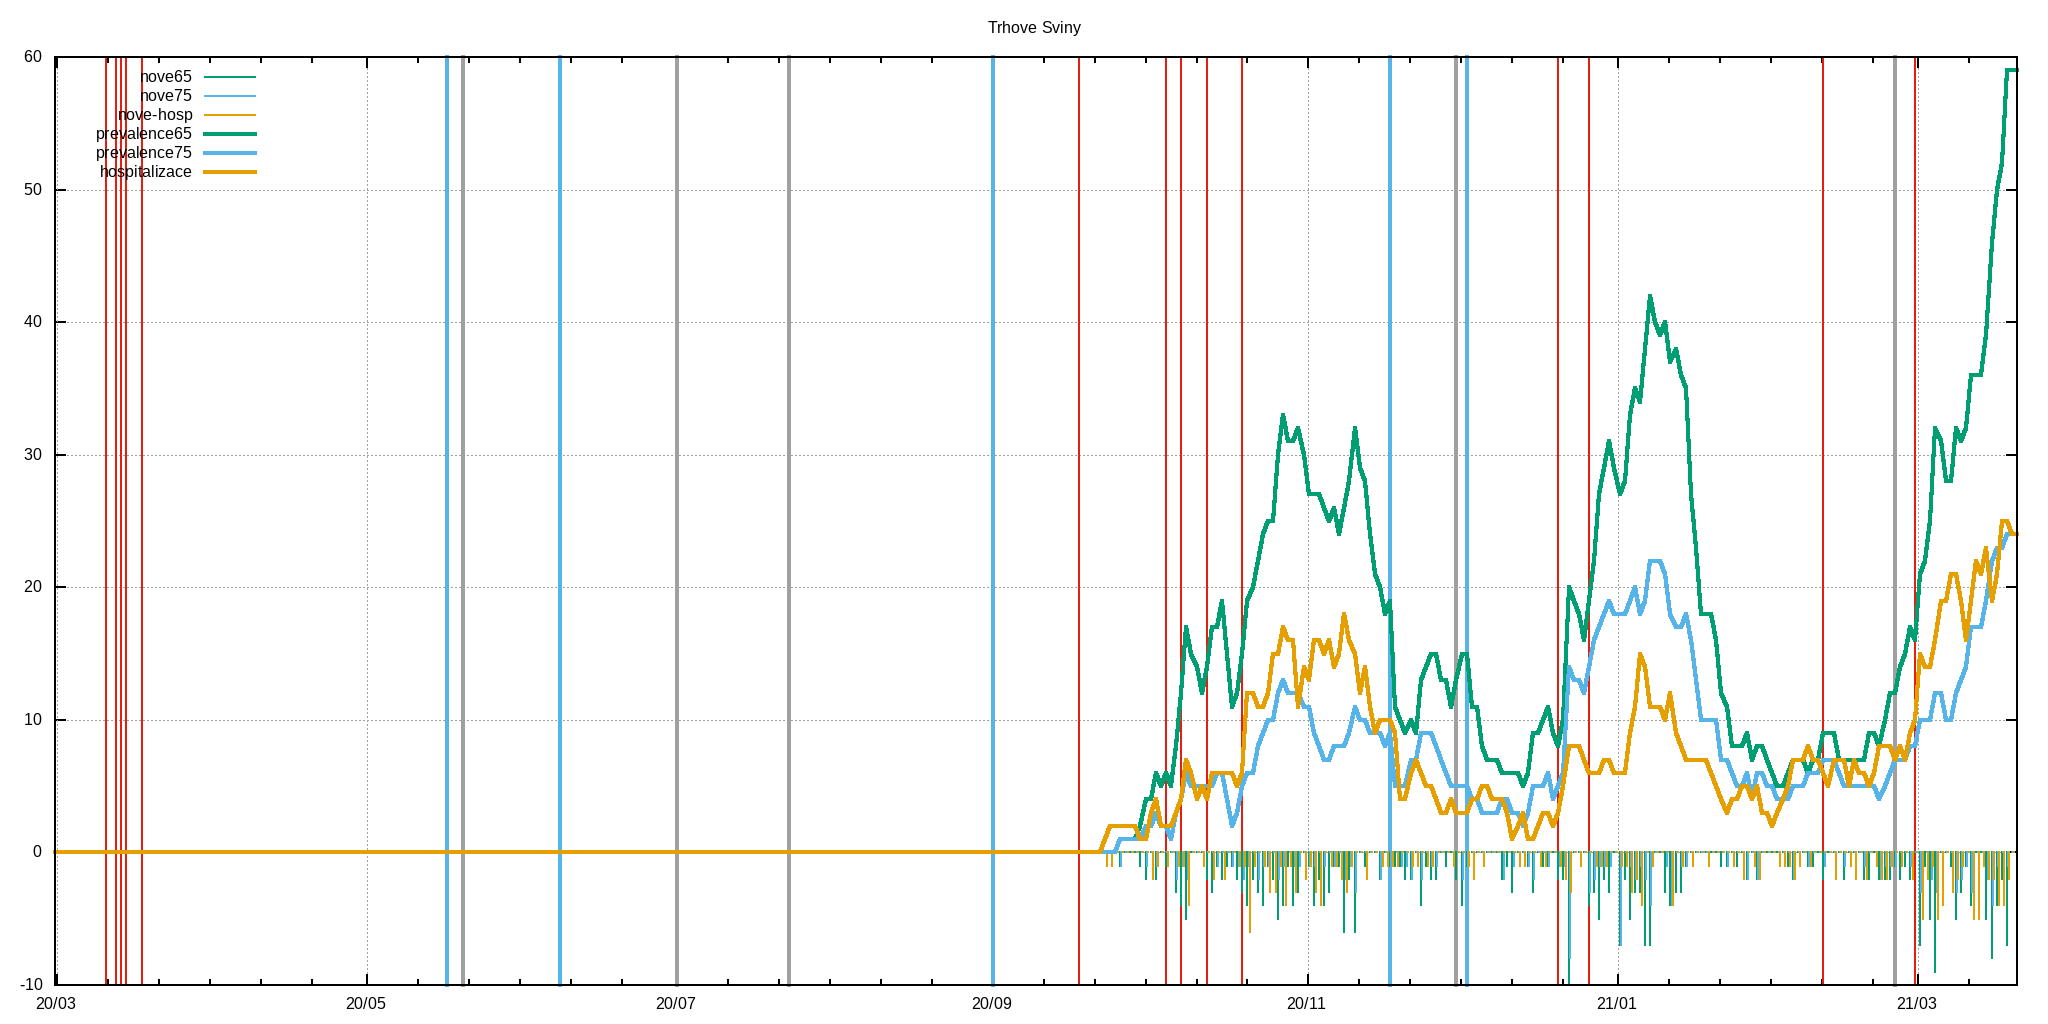 Trhove Sviny
60
nove65
nove75
nove-hosp
prevalence65
prevalence75
hospitalizace
50
40
30
20
10
0
-10
20/03 20/05 20/07 20/09 20/11 21/01 21/03